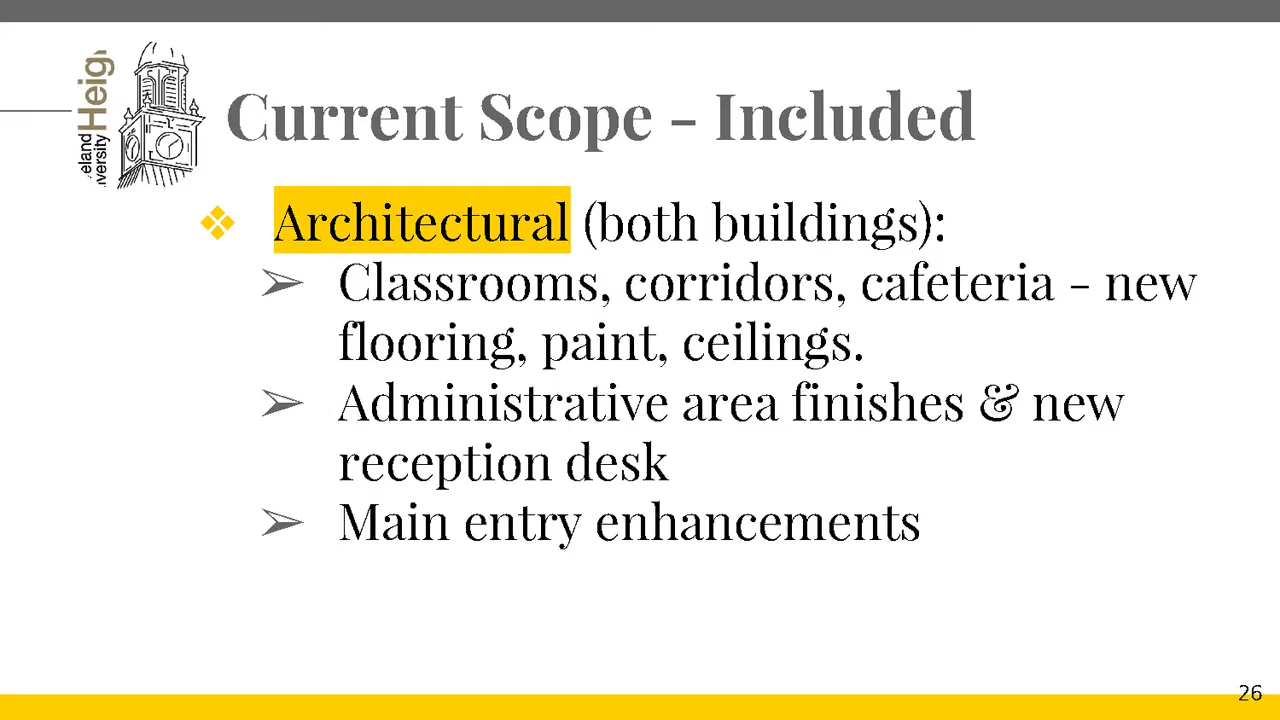 Current Scope - Included
Architectural (both buildings):
Classrooms, corridors, cafeteria - new
flooring, paint, ceilings.
Administrative area finishes & new
reception desk
Main entry enhancements
26